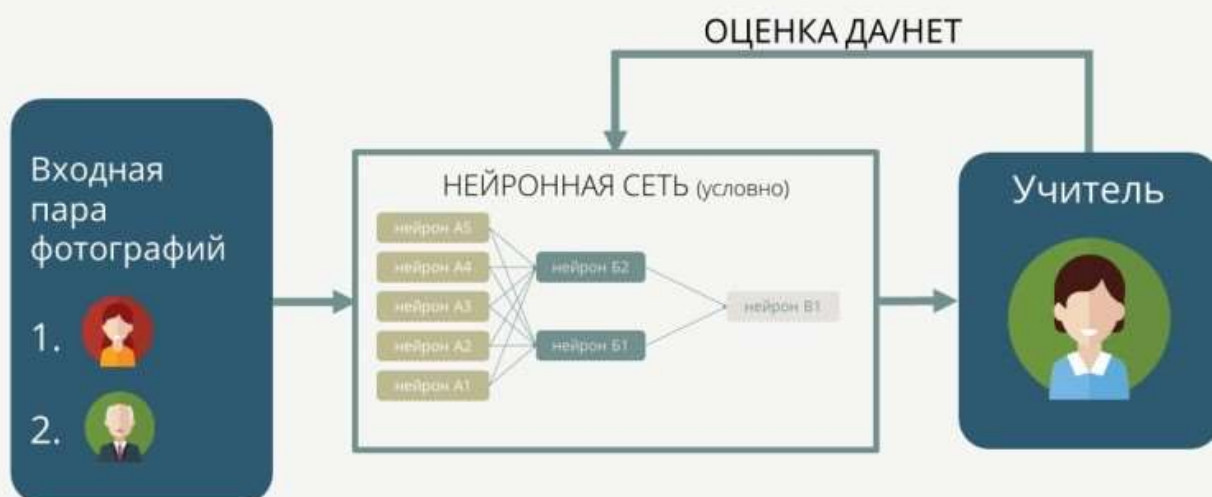 ОЦЕНКА ДА/НЕТ
Входная
пара
фотографий
1.
2.
НЕЙРОННАЯ СЕТЬ (условно)
нейрон А5
нейрон А4
нейрон А3
нейрон А2
нейрон А1
нейрон Б2
нейрон Б1
нейрон В1
Учитель